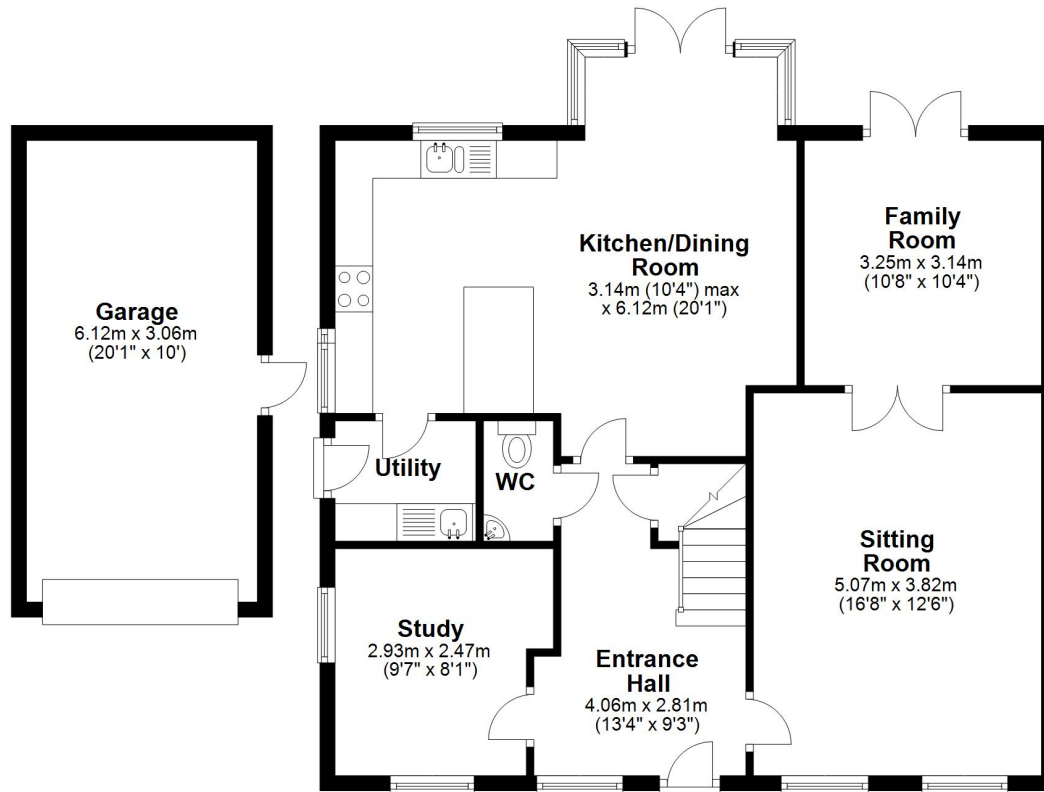 Garage
6.12m x 3.06m
(20'1" x 10')
Kitchen/Dining
Room
3.14m (10'4") max
x 6.12m (20'1")
Family
Room
3.25m x 3.14m
(10'8" x 10'4")
Utility
WC
Sitting
Room
5.07m x 3.82m
(16'8" x 12'6")
Study
2.93m x 2.47m
(9'7" x 8'1")
Entrance
Hall
4.06m x 2.81m
(13'4" x 9'3")